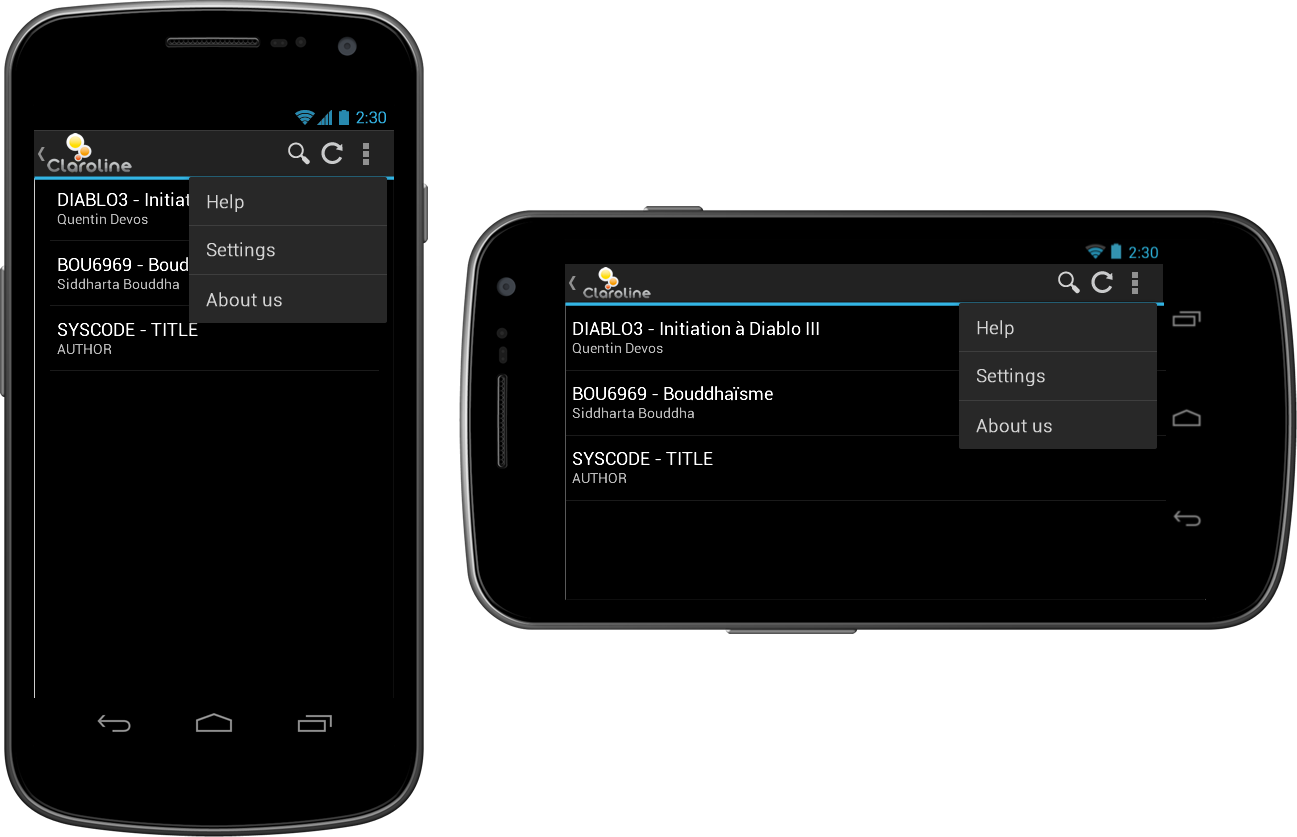 2:30
Claroline
DIABLO3 - Initiat
Quentin Devos
BOU6969 - Boud
Siddharta Bouddha
SYSCODE - TITLE
AUTHOR
Help
Settings
About us
2:30
Claroline
DIABLO3 - Initiation à Diablo III
Quentin Devos
BOU6969 - Bouddhaïsme
Siddharta Bouddha
SYSCODE - TITLE
AUTHOR
Help
Settings
About us